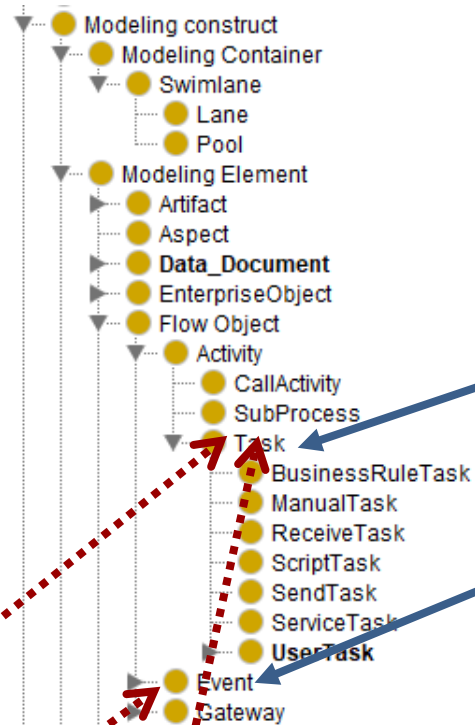 Modeling construct
Modeling Container
Swimlane
Lane
Pool
Modeling Element
Artifact
Aspect
Data_Document
EnterpriseObject
Flow Object
Activity
CallActivity
SubProcess
Task
BusinessRuleTask
ManualTask
ReceiveTask
ScriptTask
SendTask
ServiceTask
UserTask
Event
Gateway